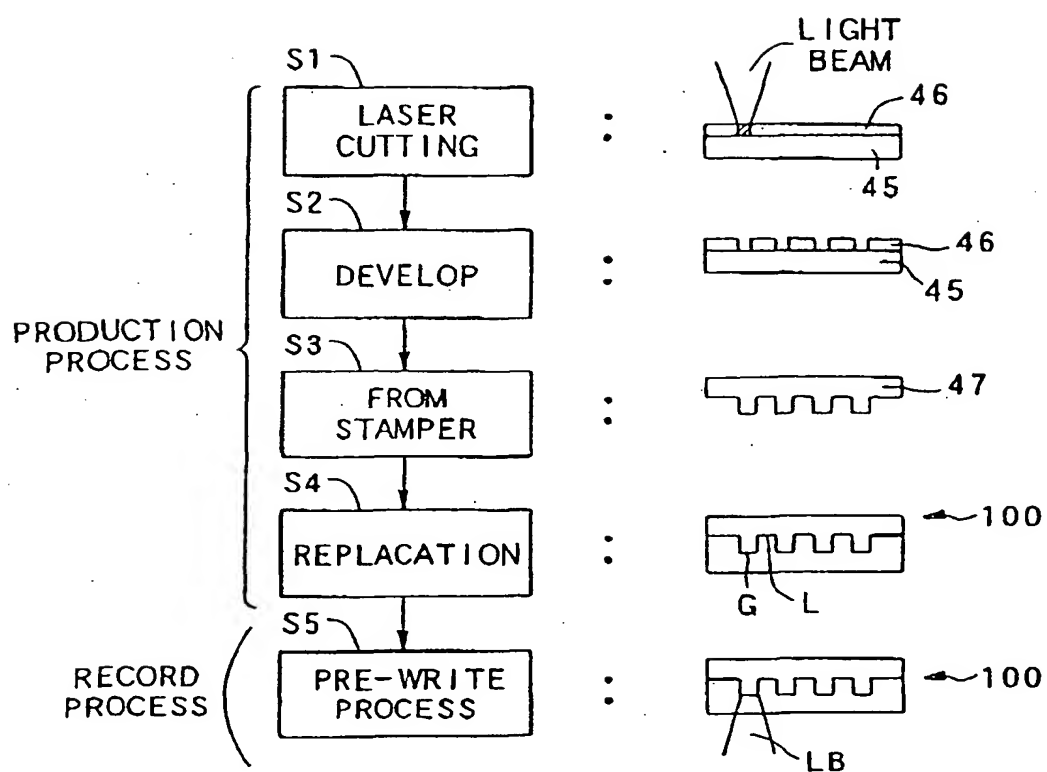 LIGHT
BEAM
S1
LASER
CUTTING
:
46
45
S2
DEVELOP
:
46
45
PRODUCTION
PROCESS
S3
FROM
STAMPER
:
47
S4
REPLACATION
:
100
G
L
RECORD
PROCESS
S5
PRE-WRITE
PROCESS
:
100
LB